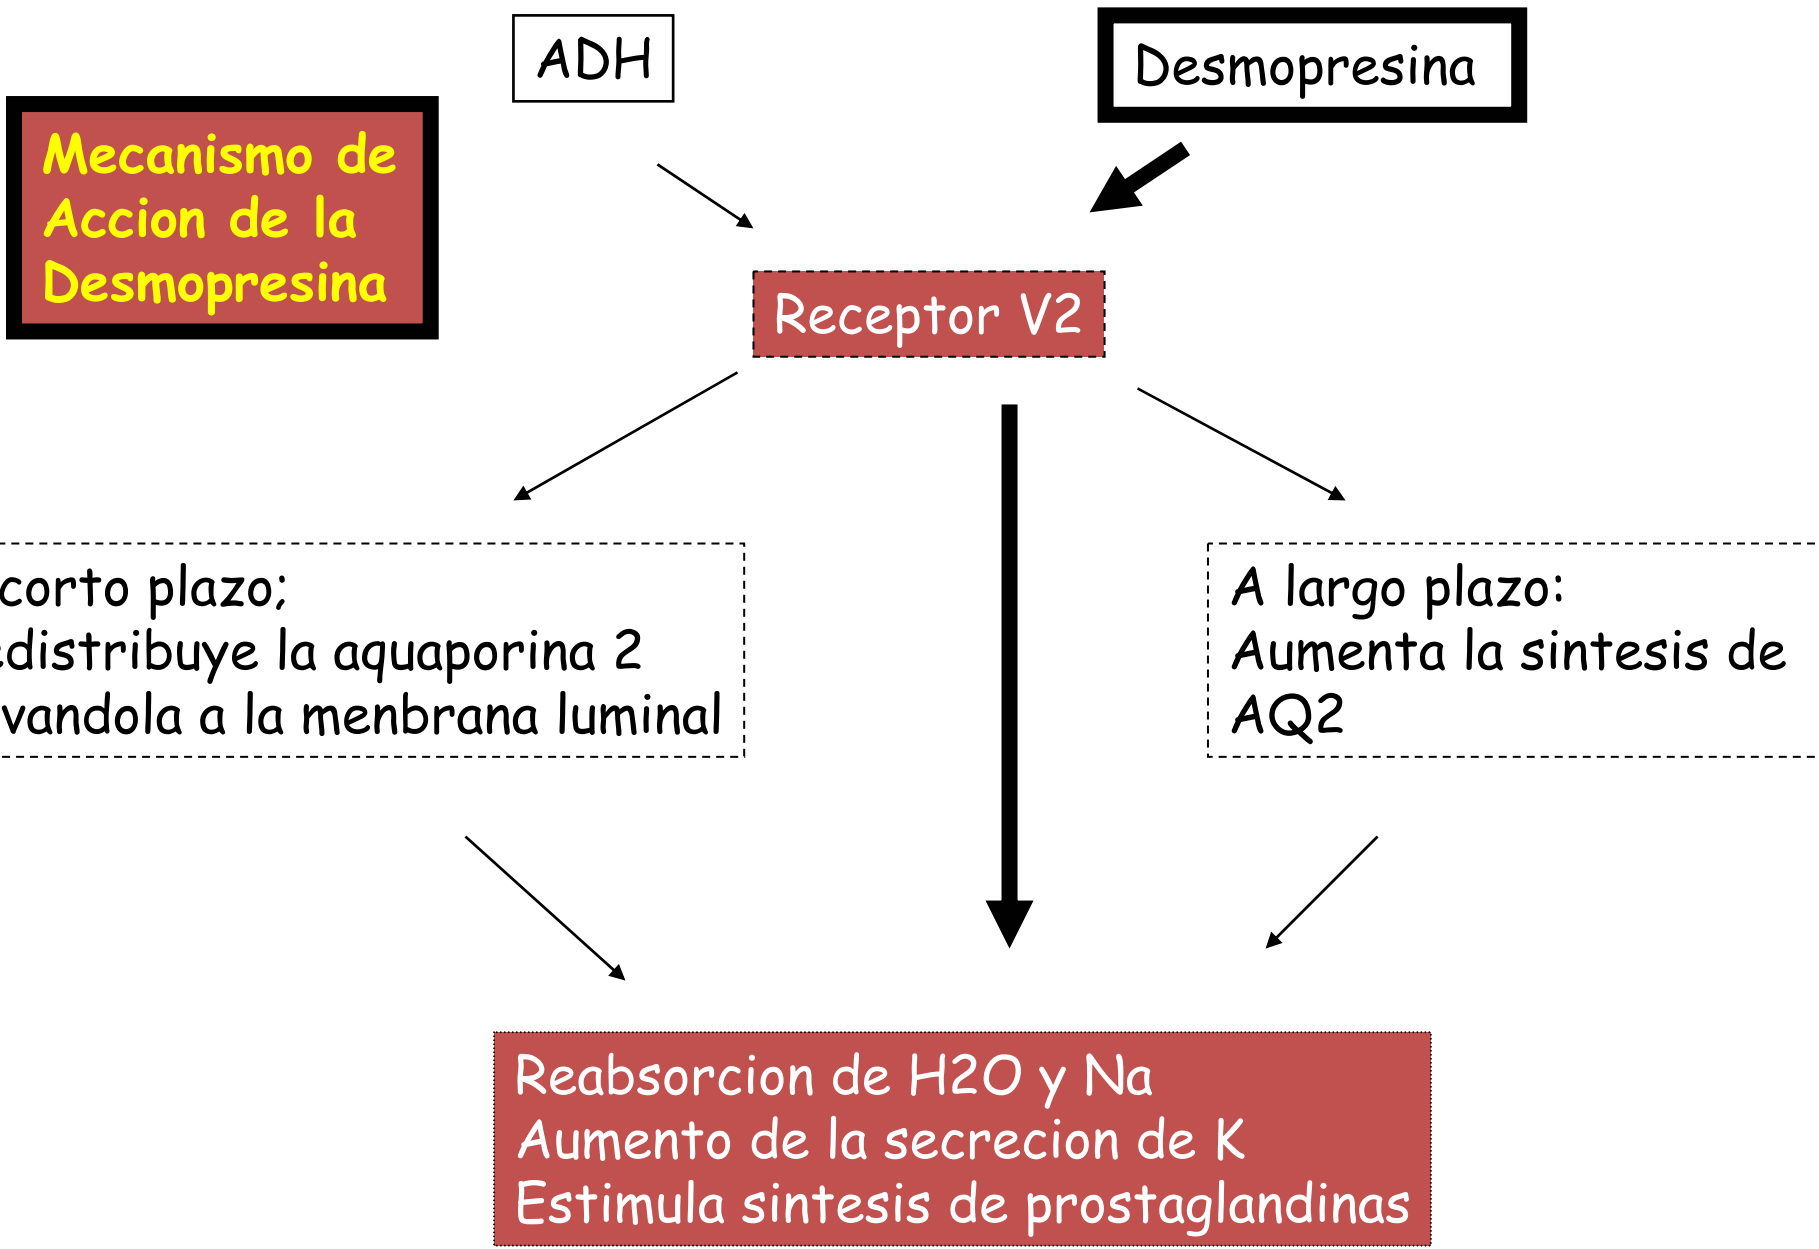 ADH
Desmopresina
Mecanismo de
Accion de la
Desmopresina
Receptor V2
corto plazo;
edistribuye la aquaporina 2
vandola a la menbrana luminal
A largo plazo:
Aumenta la sintesis de
AQ2
Reabsorcion de H2O y Na
Aumento de la secrecion de K
Estimula sintesis de prostaglandinas